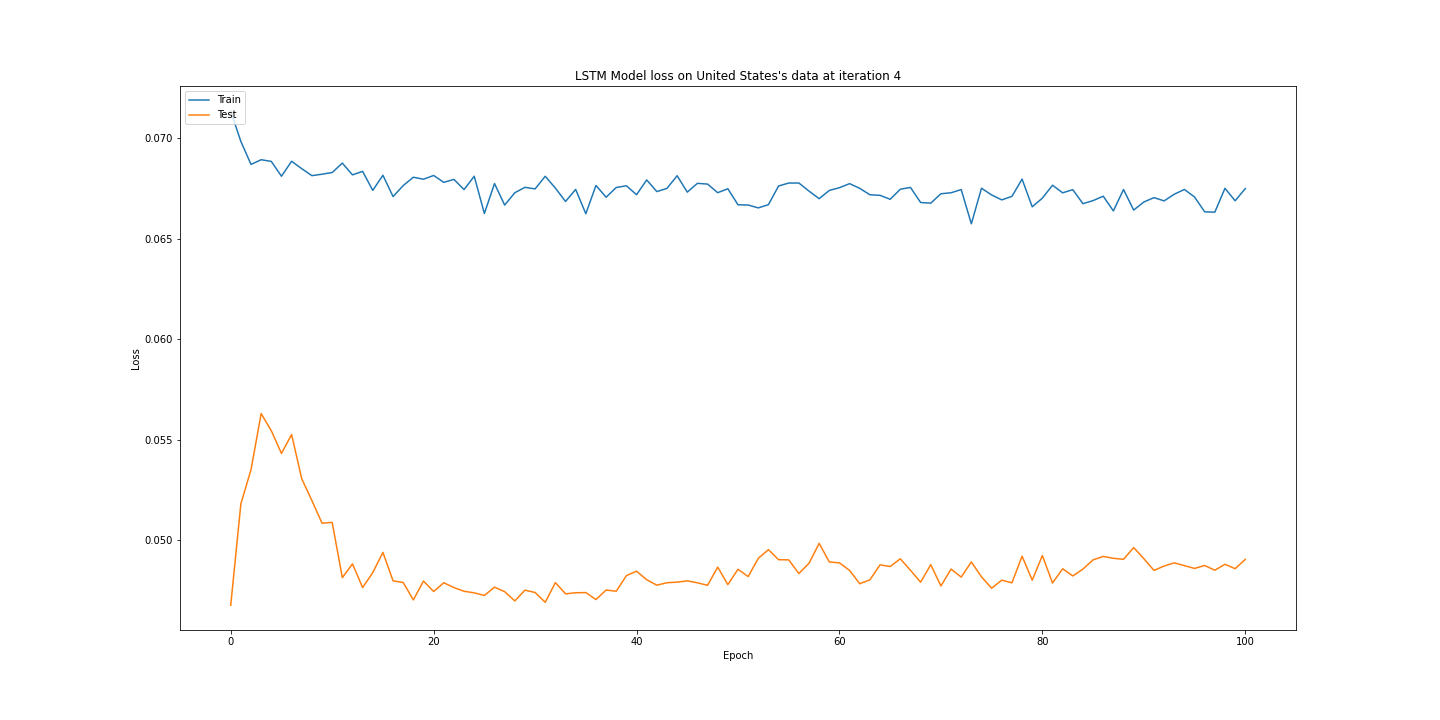 LSTM Model loss on United States's data at iteration 4
Train
Test
0.070
0.065
0.060
0.055
0.050
Loss
0 20 40 60 80 100
Epoch